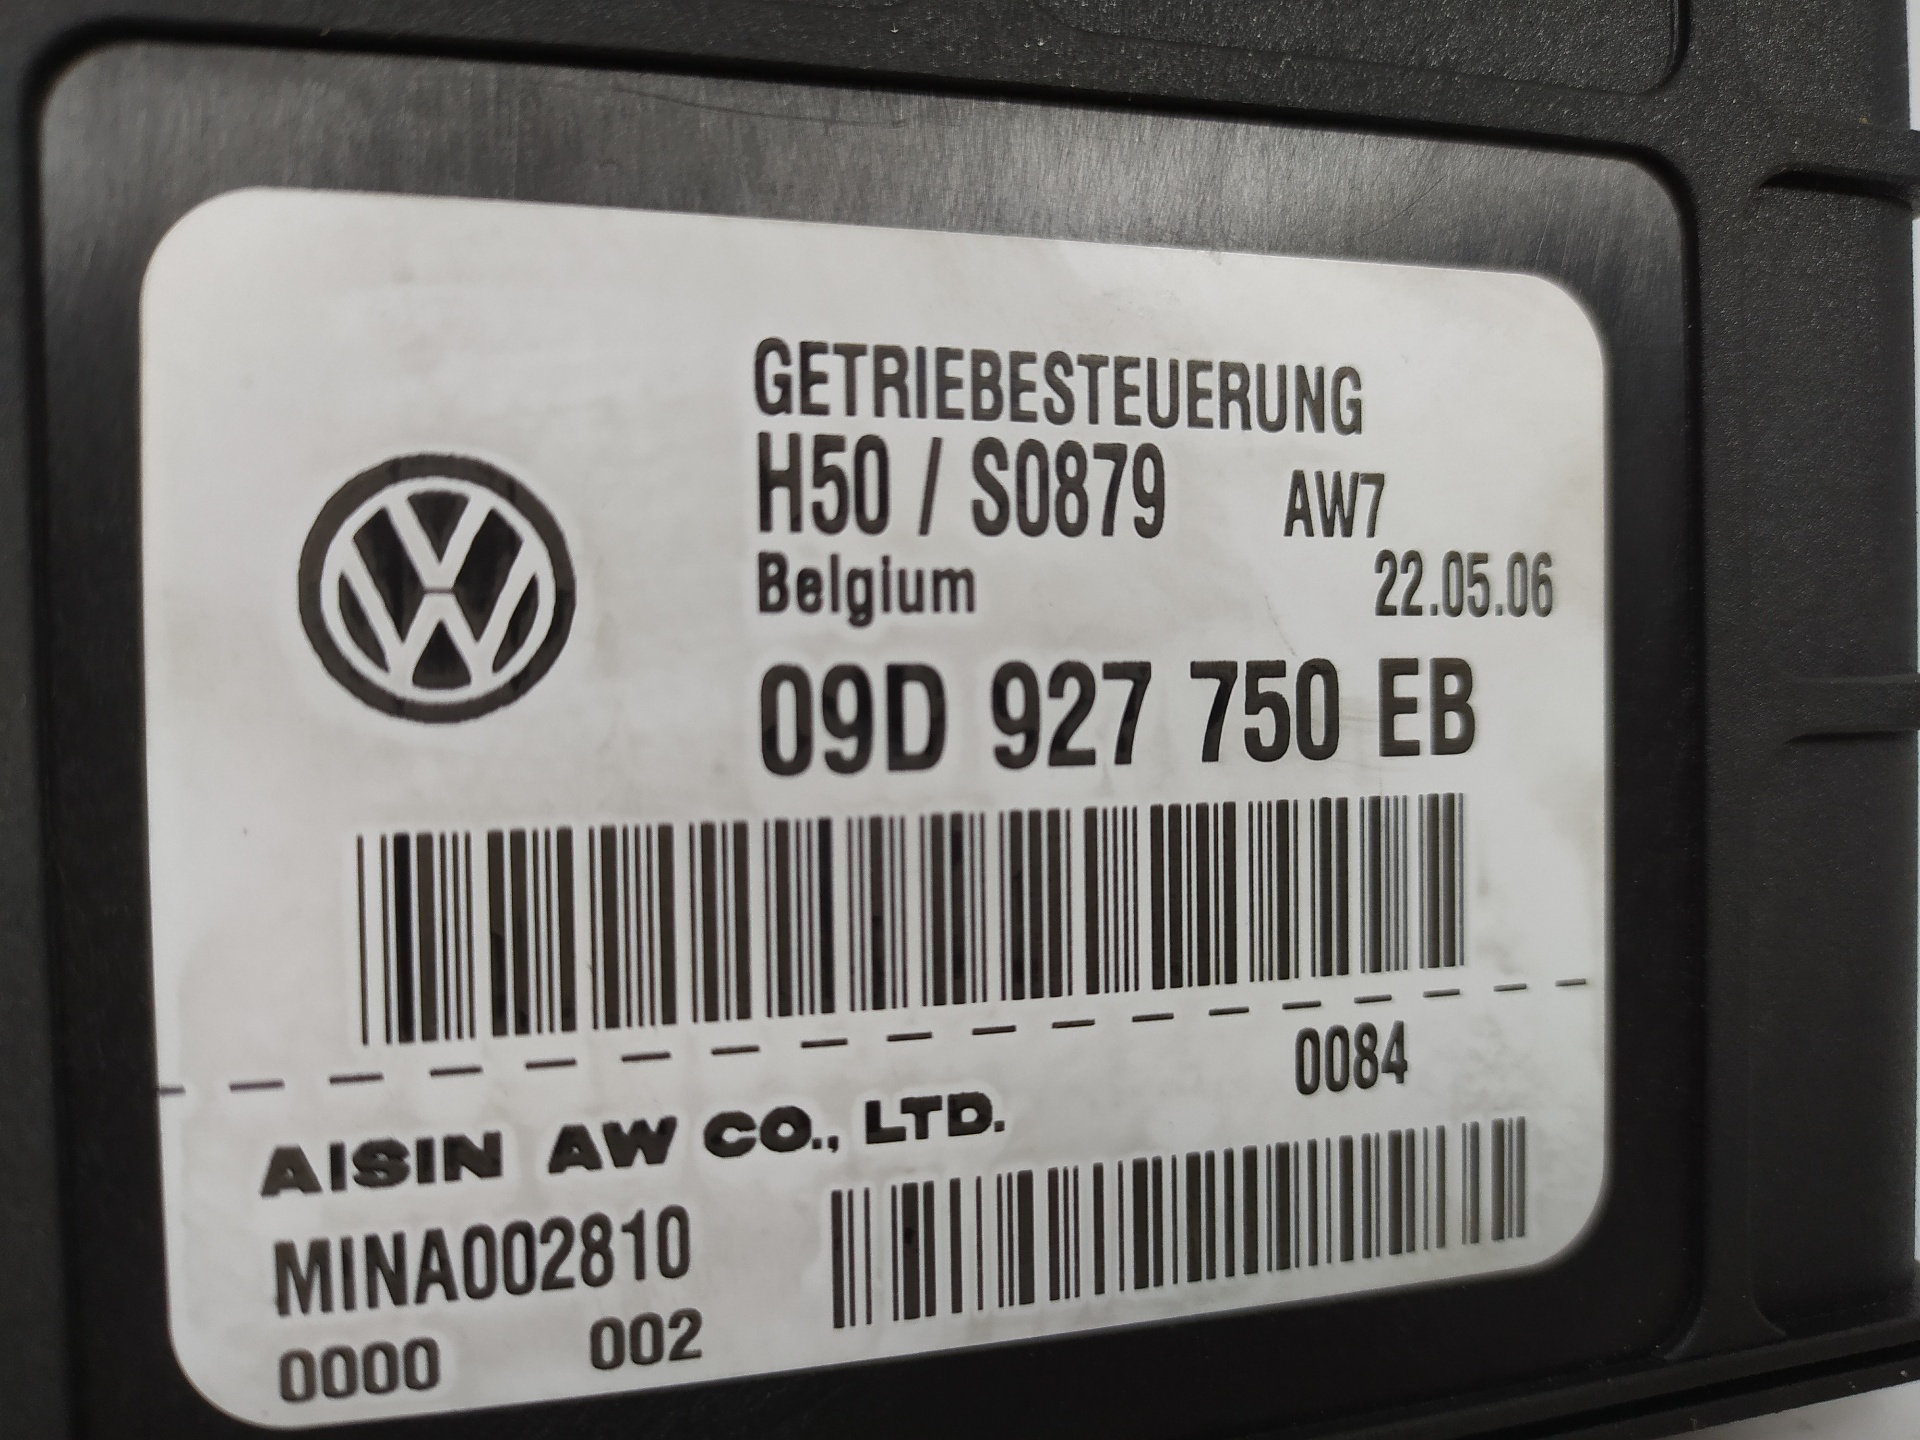 GETRIEBESTEUERUNG
H50 / S0879 AW7
Belgium 22.05.06
09D 927 750 EB
0084
AISIN AW CO., LTD.
MINA002810
0000 002